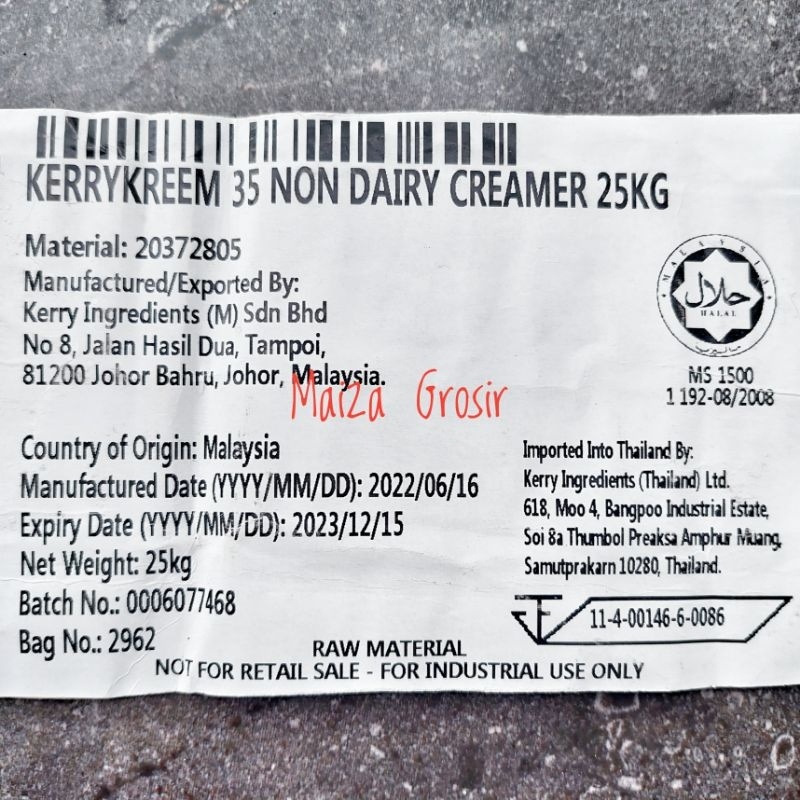 KERRYKREEM 35 NON DAIRY CREAMER 25KG
Material: 20372805
Manufactured/Exported By:
Kerry Ingredients (M) Sdn Bhd
No 8, Jalan Hasil Dua, Tampoi,
81200 Johor Bahru, Johor, Malaysia.
MALAYSIA
حلال
HALAL
ماليزيا
MS 1500
1 192-08/2008
Maiza Grosir
Country of Origin: Malaysia
Manufactured Date (YYYY/MM/DD): 2022/06/16
Expiry Date (YYYY/MM/DD): 2023/12/15
Net Weight: 25kg
Batch No.: 0006077468
Bag No.: 2962
Imported Into Thailand By:
Kerry Ingredients (Thailand) Ltd.
618, Moo 4, Bangpoo Industrial Estate,
Soi 8a Thumbol Preaksa Amphur Muang,
Samutprakarn 10280, Thailand.
11-4-00146-6-0086
RAW MATERIAL
NOT FOR RETAIL SALE - FOR INDUSTRIAL USE ONLY